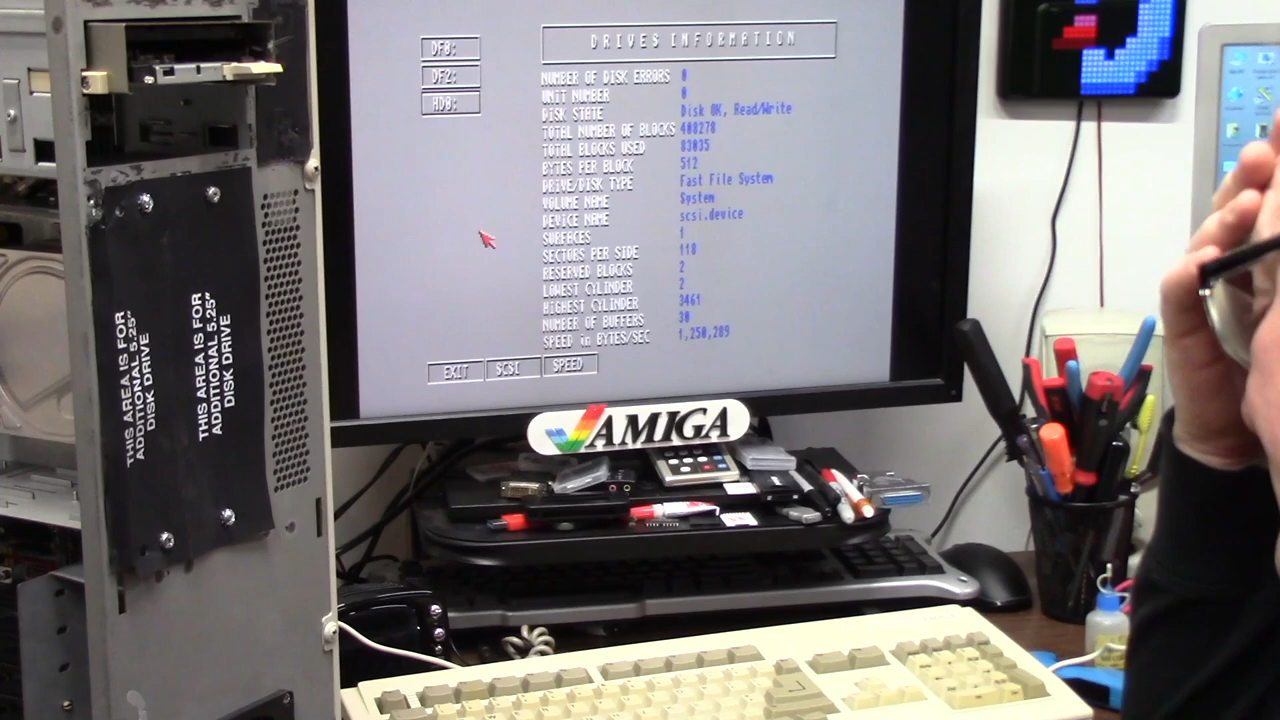 DF0:
DF2:
HD0:
DRIVES INFORMATION
NUMBER OF DISK ERRORS 0
UNIT NUMBER 0
DISK STATE Disk OK, Read/Write
TOTAL NUMBER OF BLOCKS 408278
TOTAL BLOCKS USED 83035
BYTES PER BLOCK 512
DRIVE/DISK TYPE Fast File System
VOLUME NAME System
DEVICE NAME scsi.device
SURFACES 1
SECTORS PER SIDE 118
RESERVED BLOCKS 2
LOWEST CYLINDER 2
HIGHEST CYLINDER 3461
NUMBER OF BUFFERS 30
SPEED in BYTES/SEC 1,250,289
EXIT SCSI SPEED
AMIGA
THIS AREA IS FOR
ADDITIONAL 5.25"
DISK DRIVE
THIS AREA IS FOR
ADDITIONAL 5.25"
DISK DRIVE